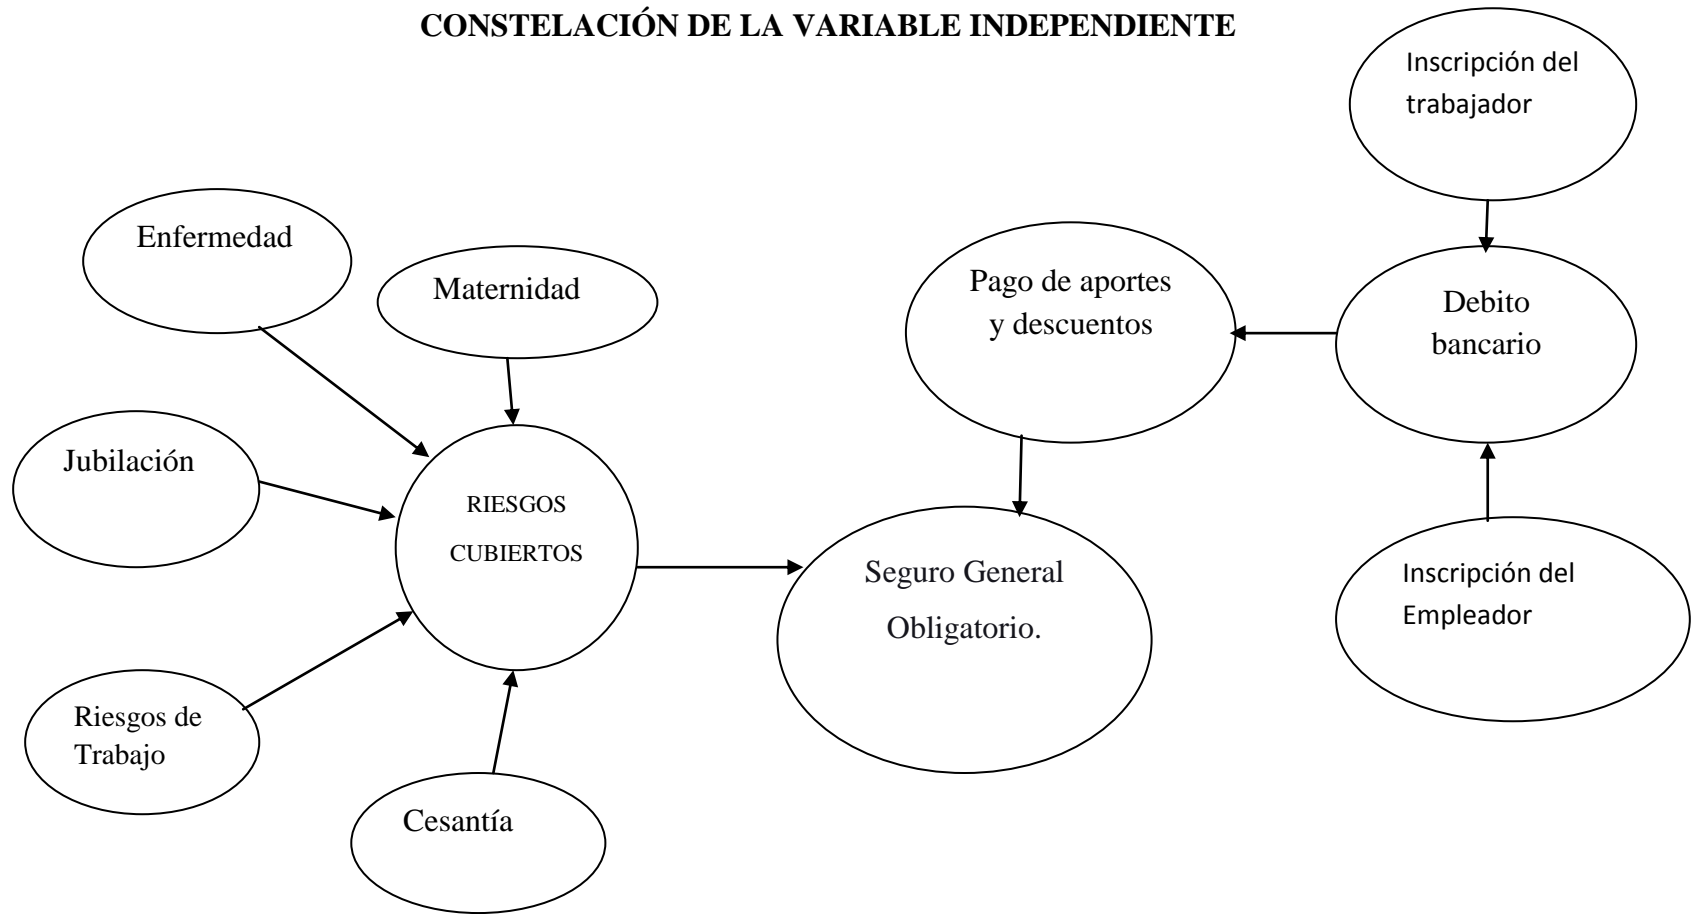 CONSTELACIÓN DE LA VARIABLE INDEPENDIENTE
Inscripción del
trabajador
Enfermedad
Maternidad
Pago de aportes
y descuentos
Debito
bancario
Jubilación
RIESGOS
CUBIERTOS
Seguro General
Obligatorio.
Inscripción del
Empleador
Riesgos de
Trabajo
Cesantía